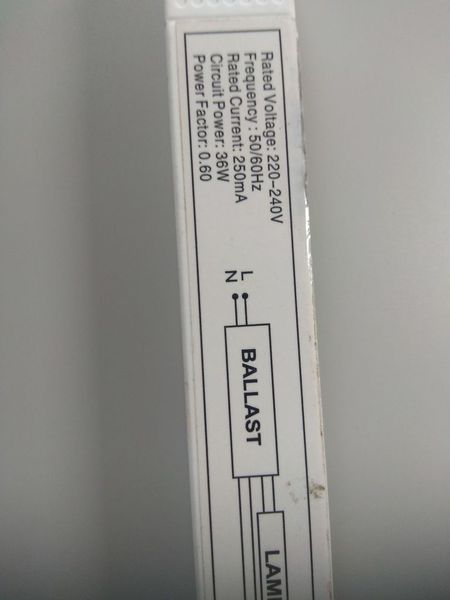 Rated Voltage: 220-240V
Frequency : 50/60Hz
Rated Current: 250mA
Circuit Power: 36W
Power Factor: 0.60
L
N
BALLAST